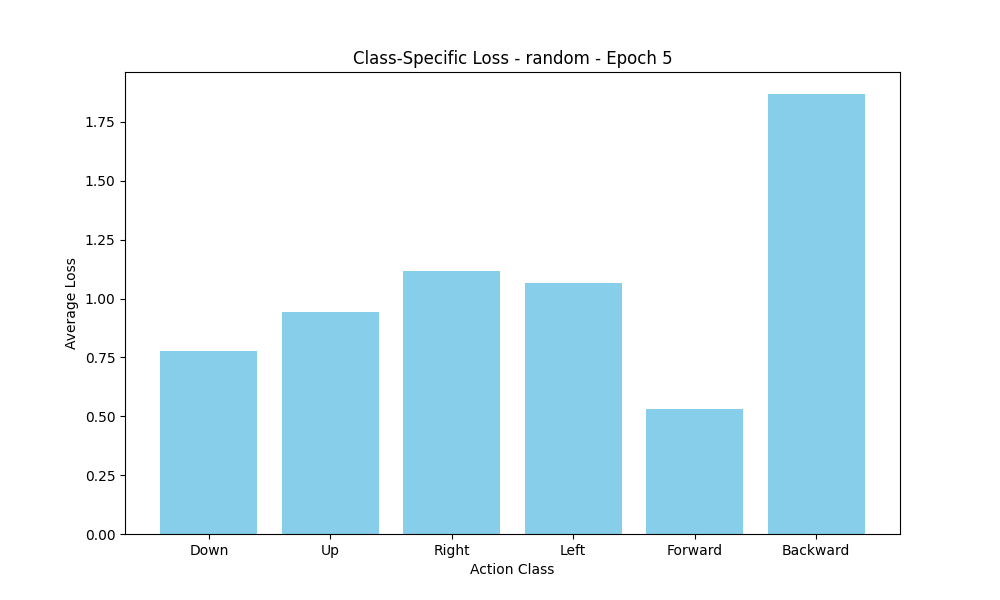 Class-Specific Loss - random - Epoch 5
Average Loss
1.75
1.50
1.25
1.00
0.75
0.50
0.25
0.00
Down Up Right Left Forward Backward
Action Class